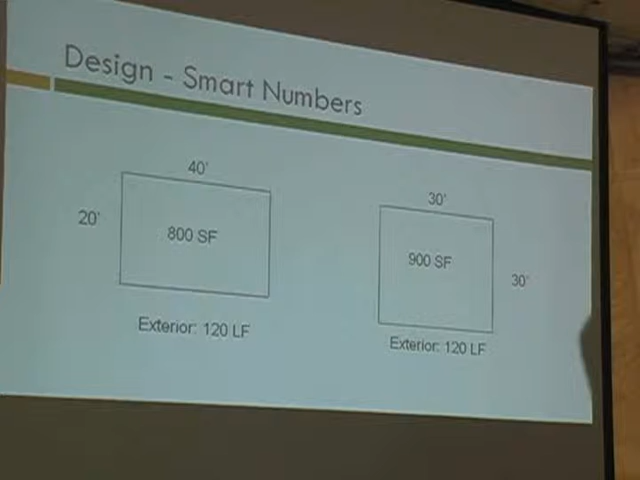 Design - Smart Numbers
40'
20'
800 SF
Exterior: 120 LF
30'
900 SF
30'
Exterior: 120 LF